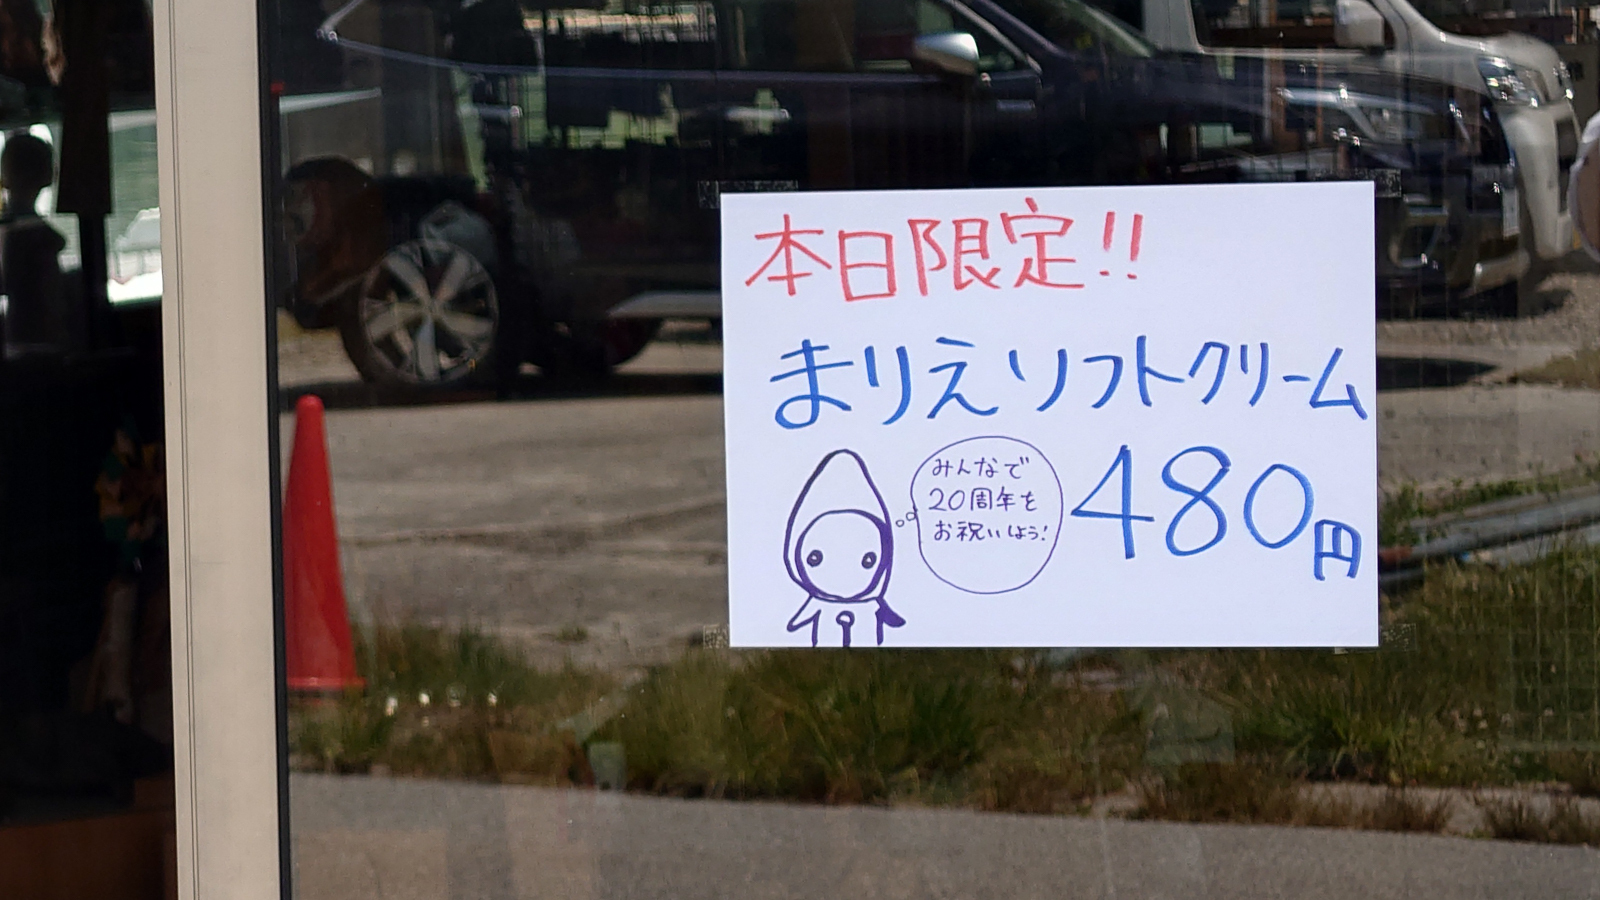 本日限定!!
まりえソフトクリーム
480円
みんなで
20周年を
お祝いしよう!